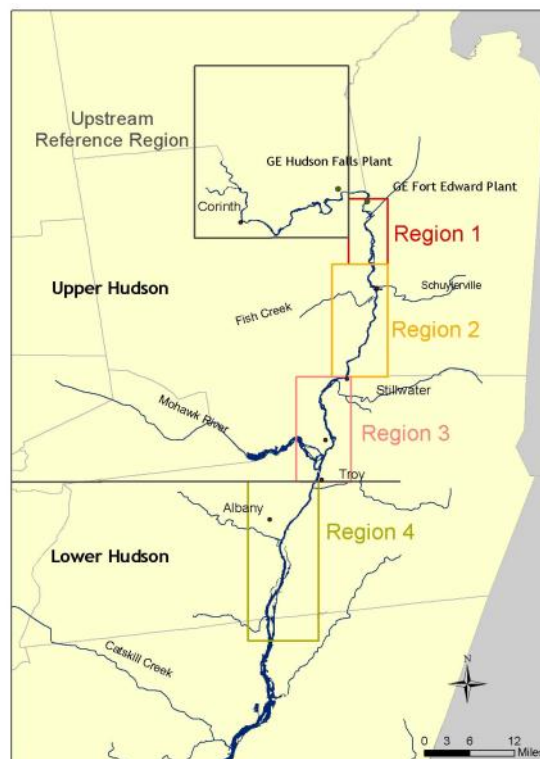 Upstream
Reference Region
GE Hudson Falls Plant
GE Fort Edward Plant
Corinth
Region 1
Upper Hudson
Schuylerville
Fish Creek
Region 2
Stillwater
Mohawk River
Region 3
Troy
Albany
Region 4
Lower Hudson
Catskill Creek
N
0 3 6 12
Miles